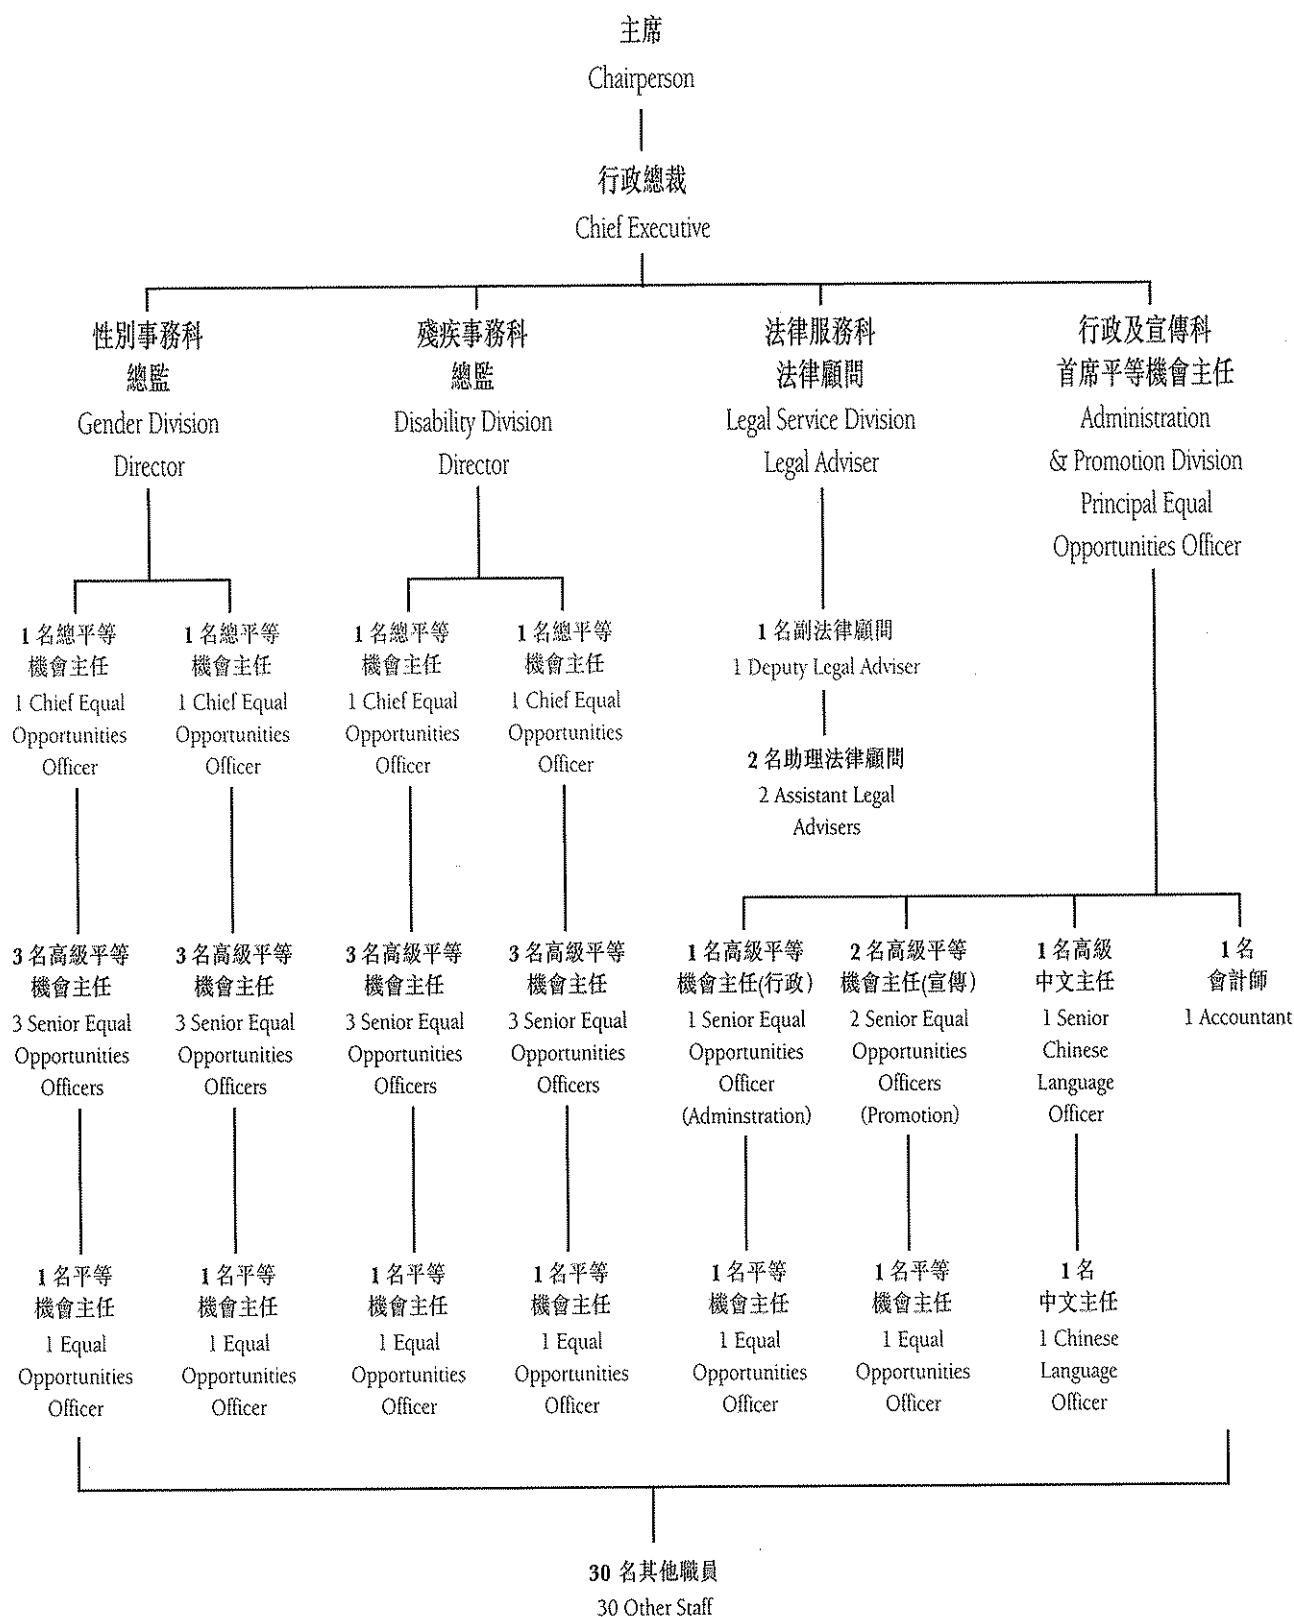 主席
Chairperson
行政總裁
Chief Executive
性別事務科
總監
Gender Division
Director
殘疾事務科
總監
Disability Division
Director
法律服務科
法律顧問
Legal Service Division
Legal Adviser
行政及宣傳科
首席平等機會主任
Administration
& Promotion Division
Principal Equal
Opportunities Officer
1 名總平等
機會主任
1 Chief Equal
Opportunities
Officer
1 名總平等
機會主任
1 Chief Equal
Opportunities
Officer
1 名總平等
機會主任
1 Chief Equal
Opportunities
Officer
1 名總平等
機會主任
1 Chief Equal
Opportunities
Officer
1 名副法律顧問
1 Deputy Legal Adviser
2 名助理法律顧問
2 Assistant Legal
Advisers
3 名高級平等
機會主任
3 Senior Equal
Opportunities
Officers
3 名高級平等
機會主任
3 Senior Equal
Opportunities
Officers
3 名高級平等
機會主任
3 Senior Equal
Opportunities
Officers
3 名高級平等
機會主任
3 Senior Equal
Opportunities
Officers
1 名高級平等
機會主任(行政)
1 Senior Equal
Opportunities
Officer
(Adminstration)
2 名高級平等
機會主任(宣傳)
2 Senior Equal
Opportunities
Officers
(Promotion)
1 名高級
中文主任
1 Senior
Chinese
Language
Officer
1 名
會計師
1 Accountant
1 名平等
機會主任
1 Equal
Opportunities
Officer
1 名平等
機會主任
1 Equal
Opportunities
Officer
1 名平等
機會主任
1 Equal
Opportunities
Officer
1 名平等
機會主任
1 Equal
Opportunities
Officer
1 名平等
機會主任
1 Equal
Opportunities
Officer
1 名平等
機會主任
1 Equal
Opportunities
Officer
1 名
中文主任
1 Chinese
Language
Officer
30 名其他職員
30 Other Staff